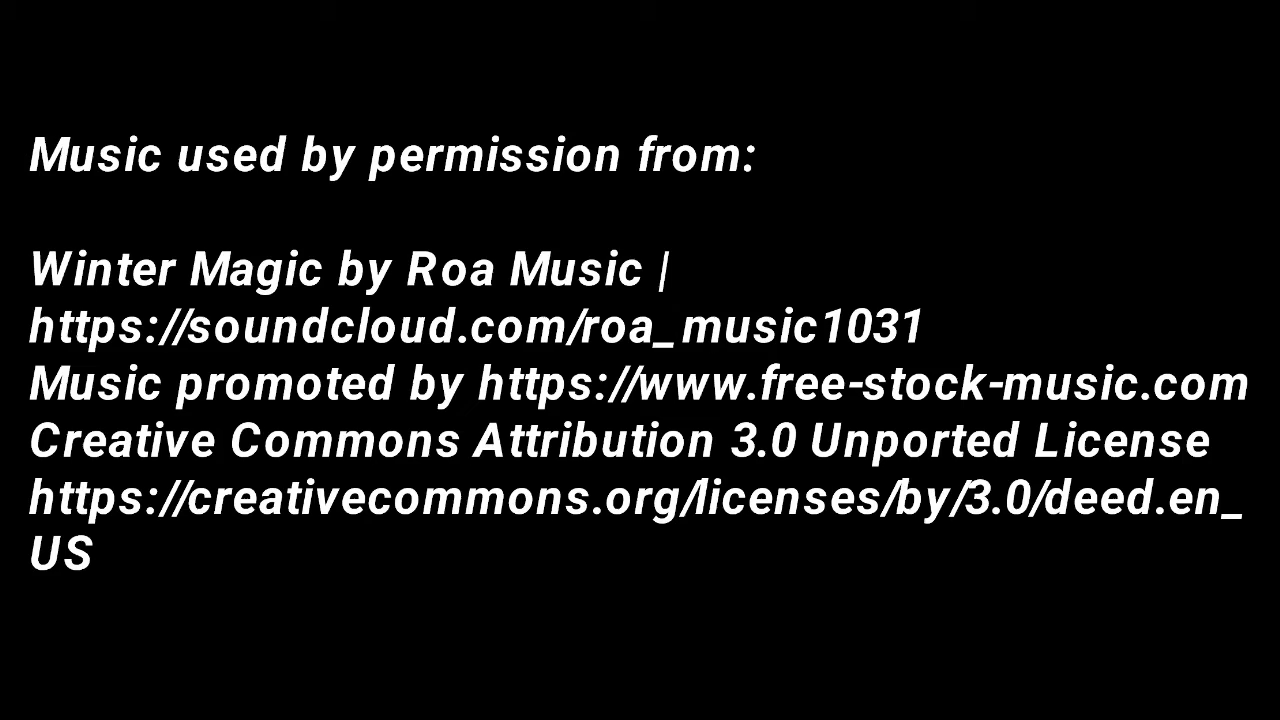 Music used by permission from:
Winter Magic by Roa Music |
https://soundcloud.com/roa_music1031
Music promoted by https://www.free-stock-music.com
Creative Commons Attribution 3.0 Unported License
https://creativecommons.org/licenses/by/3.0/deed.en_
US